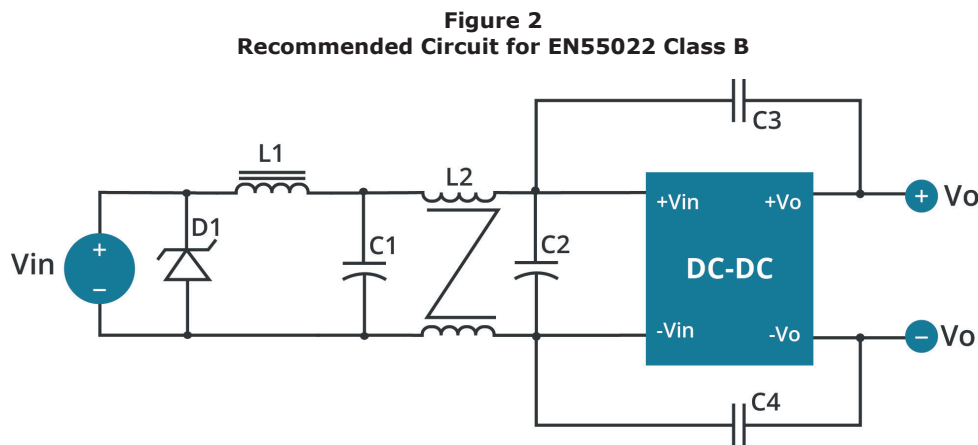 Figure 2
Recommended Circuit for EN55022 Class B
C3
L1
L2
+Vin
+Vo
+
Vo
D1
C1
C2
Vin
+
−
DC-DC
-Vin
-Vo
−
Vo
C4